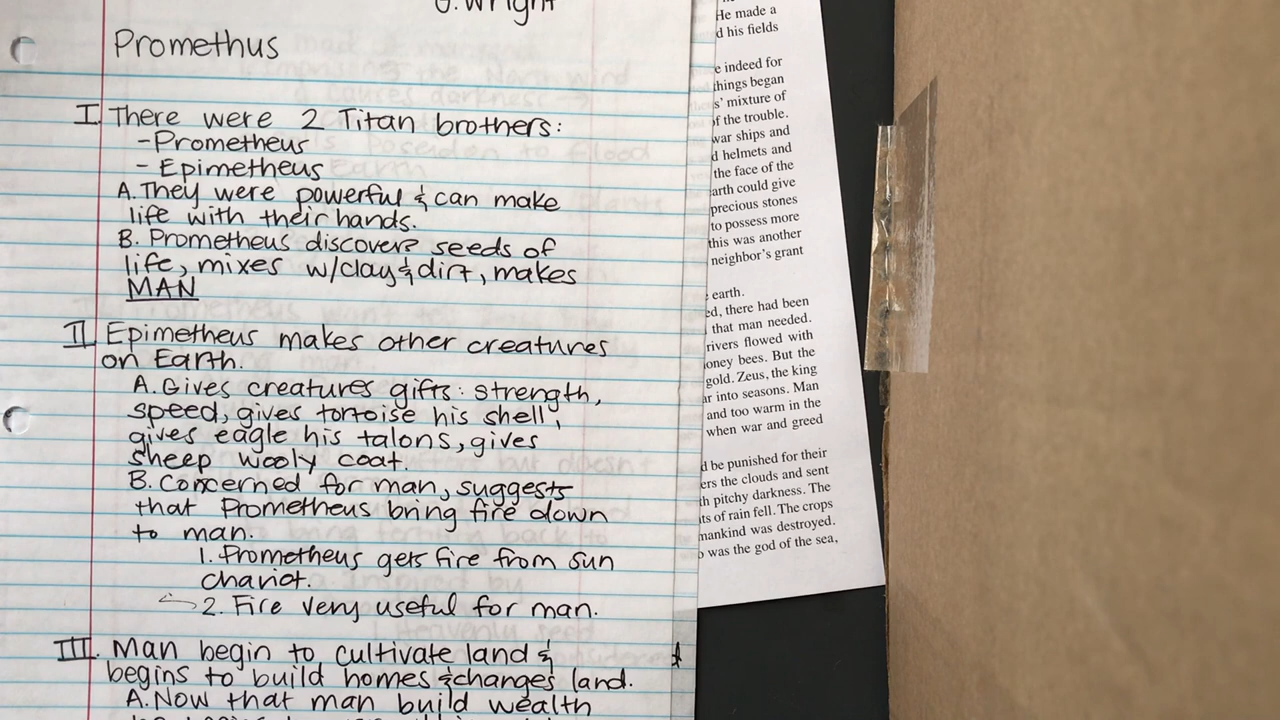 J. Wright
Promethus
I There were 2 Titan brothers:
-Prometheus
- Epimetheus
A. They were powerful & can make
life with their hands.
B. Prometheus discovers seeds of
life, mixes w/clay & dirt, makes
MAN
II Epimetheus makes other creatures
on Earth.
A. Gives creatures gifts: strength,
speed, gives tortoise his shell,
gives eagle his talons, gives
sheep wooly coat.
B. Concerned for man, suggests
that Prometheus bring fire down
to man.
1. Prometheus gets fire from sun
chariot.
2. Fire very useful for man.
III. Man begin to cultivate land &
begins to build homes & changes land.
A. Now that man build wealth
He made a
d his fields
e indeed for
things began
s' mixture of
of the trouble.
war ships and
d helmets and
the face of the
arth could give
precious stones
to possess more
this was another
neighbor's grant
earth.
ed, there had been
that man needed.
rivers flowed with
oney bees. But the
gold. Zeus, the king
ar into seasons. Man
and too warm in the
when war and greed
d be punished for their
ers the clouds and sent
th pitchy darkness. The
its of rain fell. The crops
mankind was destroyed.
o was the god of the sea,